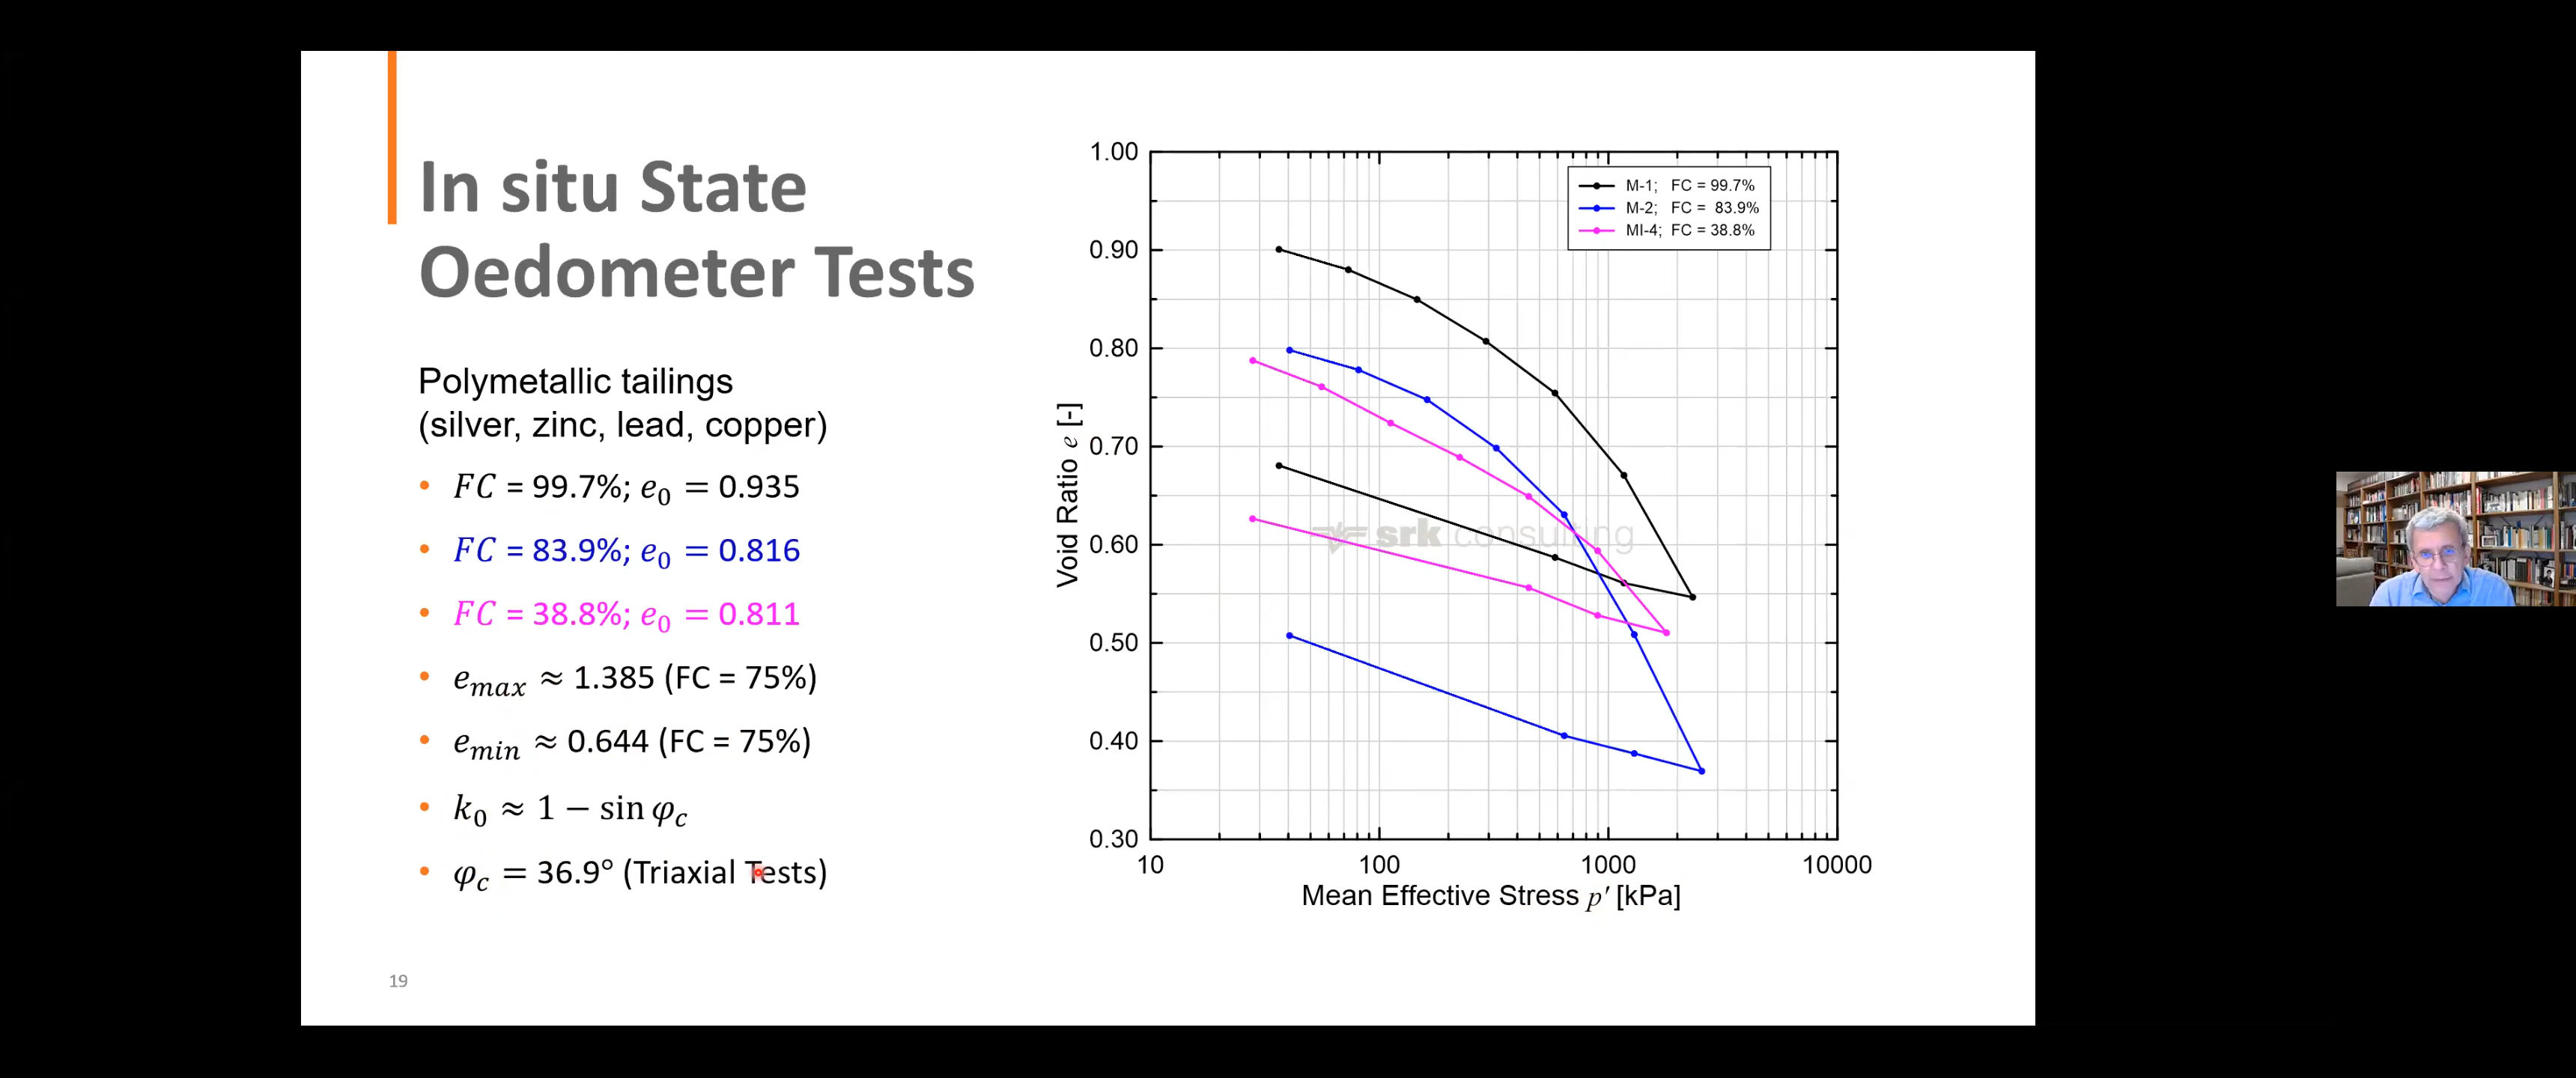 In situ State
Oedometer Tests
Polymetallic tailings
(silver, zinc, lead, copper)
• FC = 99.7%; e₀ = 0.935
• FC = 83.9%; e₀ = 0.816
• FC = 38.8%; e₀ = 0.811
• eₘₐₓ ≈ 1.385 (FC = 75%)
• eₘᵢₙ ≈ 0.644 (FC = 75%)
• k₀ ≈ 1 − sin φ_c
• φ_c = 36.9° (Triaxial Tests)
19
M-1; FC = 99.7%
M-2; FC = 83.9%
MI-4; FC = 38.8%
Void Ratio e [-]
1.00
0.90
0.80
0.70
0.60
0.50
0.40
0.30
srk consulting
10 100 1000 10000
Mean Effective Stress p′ [kPa]